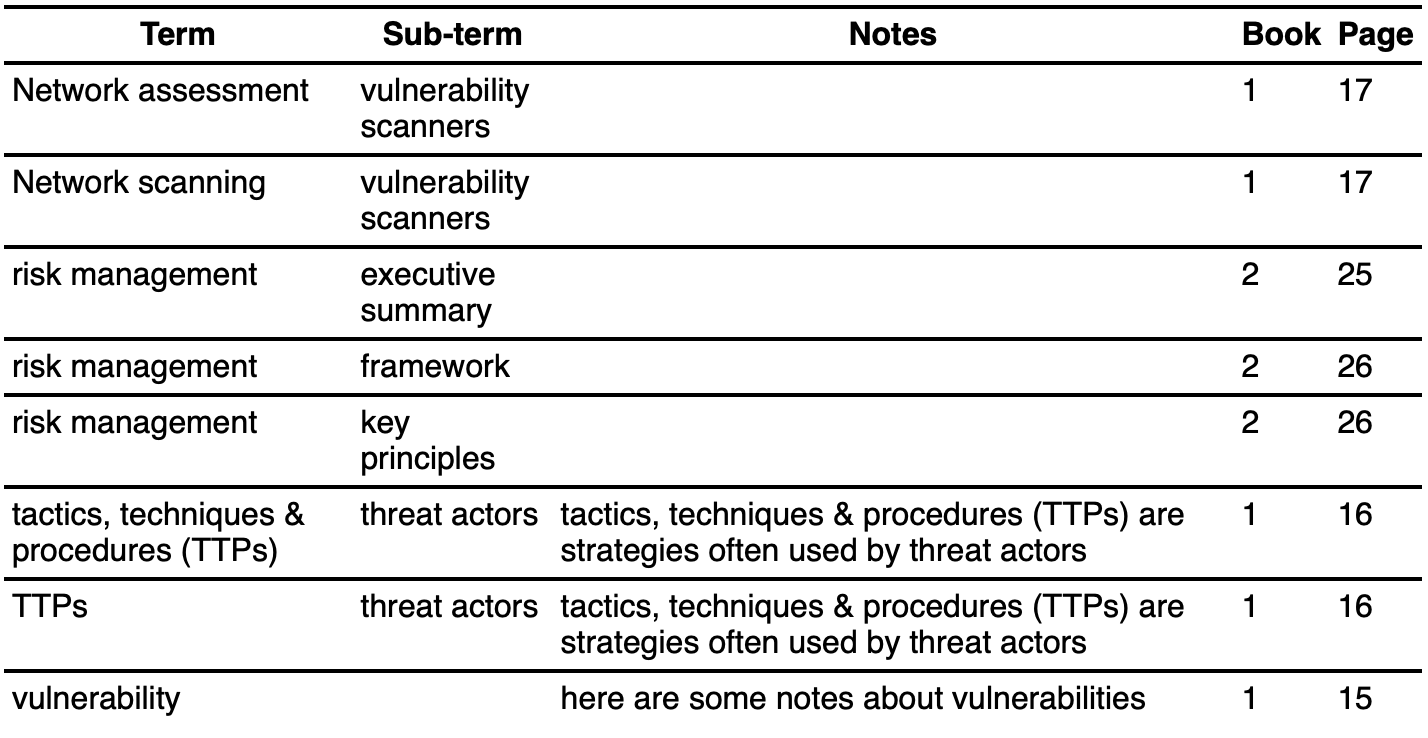 Term Sub-term Notes Book Page
Network assessment vulnerability 1 17
scanners
Network scanning vulnerability 1 17
scanners
risk management executive 2 25
summary
risk management framework 2 26
risk management key 2 26
principles
tactics, techniques & threat actors tactics, techniques & procedures (TTPs) are 1 16
procedures (TTPs) strategies often used by threat actors
TTPs threat actors tactics, techniques & procedures (TTPs) are 1 16
strategies often used by threat actors
vulnerability here are some notes about vulnerabilities 1 15